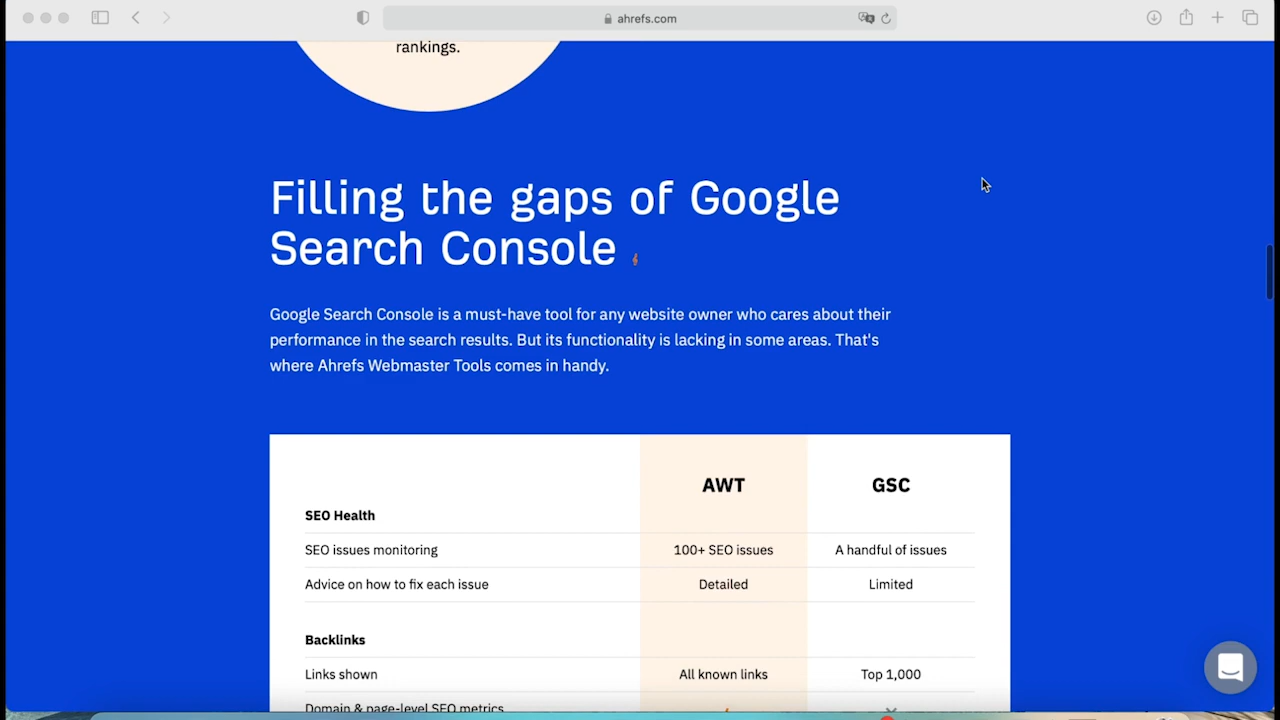 ahrefs.com
rankings.
Filling the gaps of Google
Search Console
Google Search Console is a must-have tool for any website owner who cares about their
performance in the search results. But its functionality is lacking in some areas. That's
where Ahrefs Webmaster Tools comes in handy.
AWT GSC
SEO Health
SEO issues monitoring 100+ SEO issues A handful of issues
Advice on how to fix each issue Detailed Limited
Backlinks
Links shown All known links Top 1,000
Domain & page-level SEO metrics